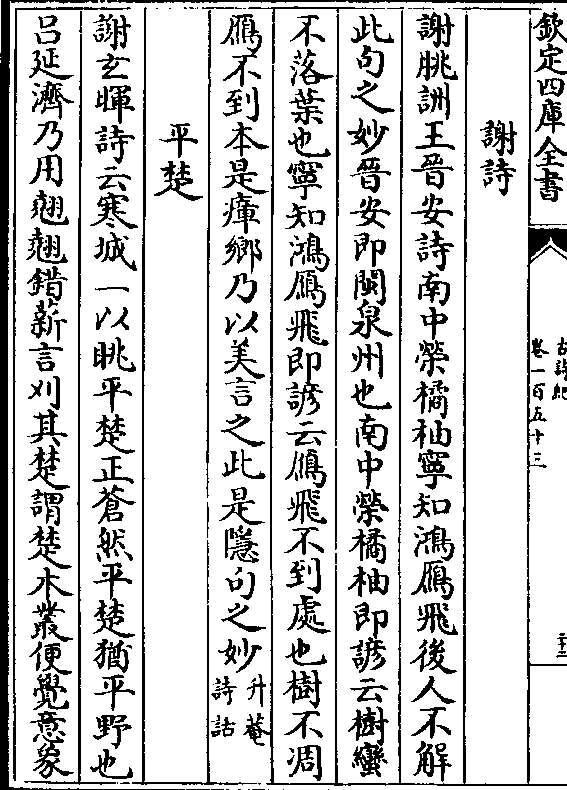 欽定四庫全書
古詩紀
卷一百五十三
謝詩
謝朓詶王晉安詩南中榮橘柚寧知鴻鴈飛後人不解
此句之妙晉安即閩泉州也南中榮橘柚即諺云樹蠻
不落葉也寧知鴻鴈飛即諺云鴈飛不到處也樹不凋
鴈不到本是瘴鄉乃以美言之此是隱句之妙升菴
詩話
平楚
謝玄暉詩云寒城一以眺平楚正蒼然平楚猶平野也
呂延濟乃用翹翹錯薪言刈其楚謂楚木叢便覺意象